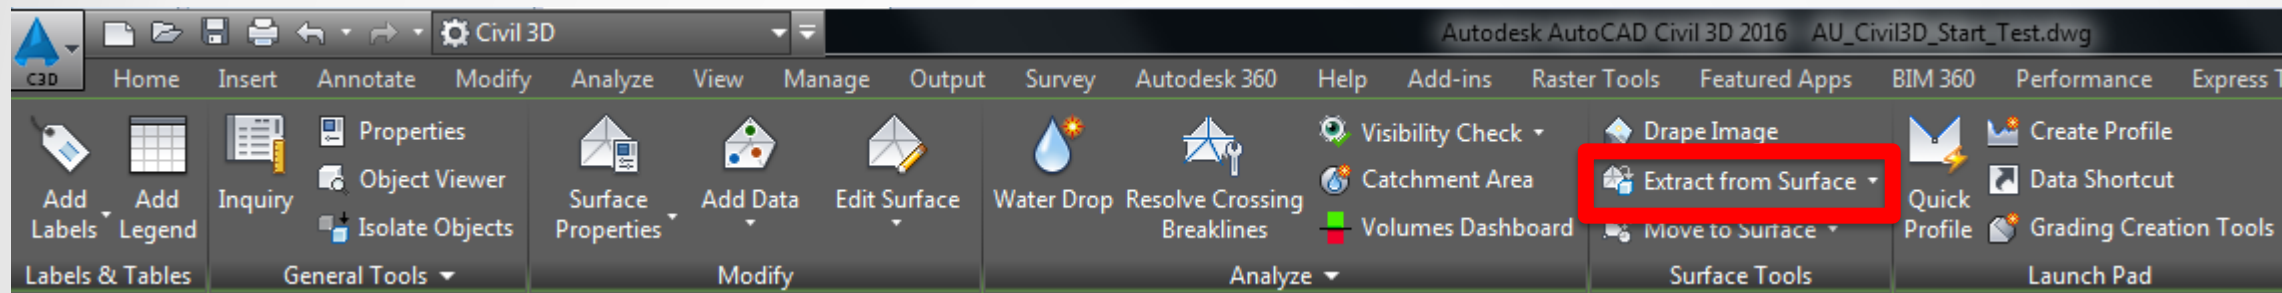 Civil 3D
Autodesk AutoCAD Civil 3D 2016 AU_Civil3D_Start_Test.dwg
C3D
Home Insert Annotate Modify Analyze View Manage Output Survey Autodesk 360 Help Add-ins Raster Tools Featured Apps BIM 360 Performance Express T
Add Labels
Add Legend
Labels & Tables
Inquiry
Properties
Object Viewer
Isolate Objects
General Tools
Surface Properties
Add Data
Edit Surface
Modify
Water Drop
Resolve Crossing Breaklines
Visibility Check
Catchment Area
Volumes Dashboard
Analyze
Drape Image
Extract from Surface
Move to Surface
Surface Tools
Quick Profile
Create Profile
Data Shortcut
Grading Creation Tools
Launch Pad